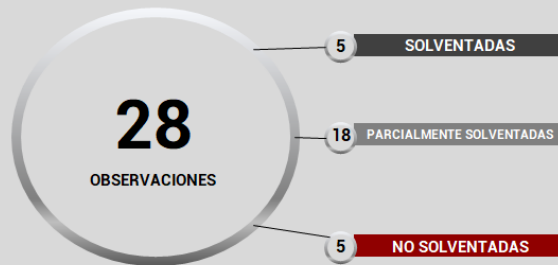 28
OBSERVACIONES
5 SOLVENTADAS
18 PARCIALMENTE SOLVENTADAS
5 NO SOLVENTADAS